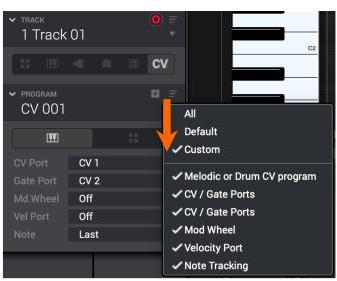 TRACK
1 Track 01
C2
CV
PROGRAM
CV 001
All
Default
Custom
CV Port CV 1
Gate Port CV 2
Md.Wheel Off
Vel Port Off
Note Last
Melodic or Drum CV program
CV / Gate Ports
CV / Gate Ports
Mod Wheel
Velocity Port
Note Tracking